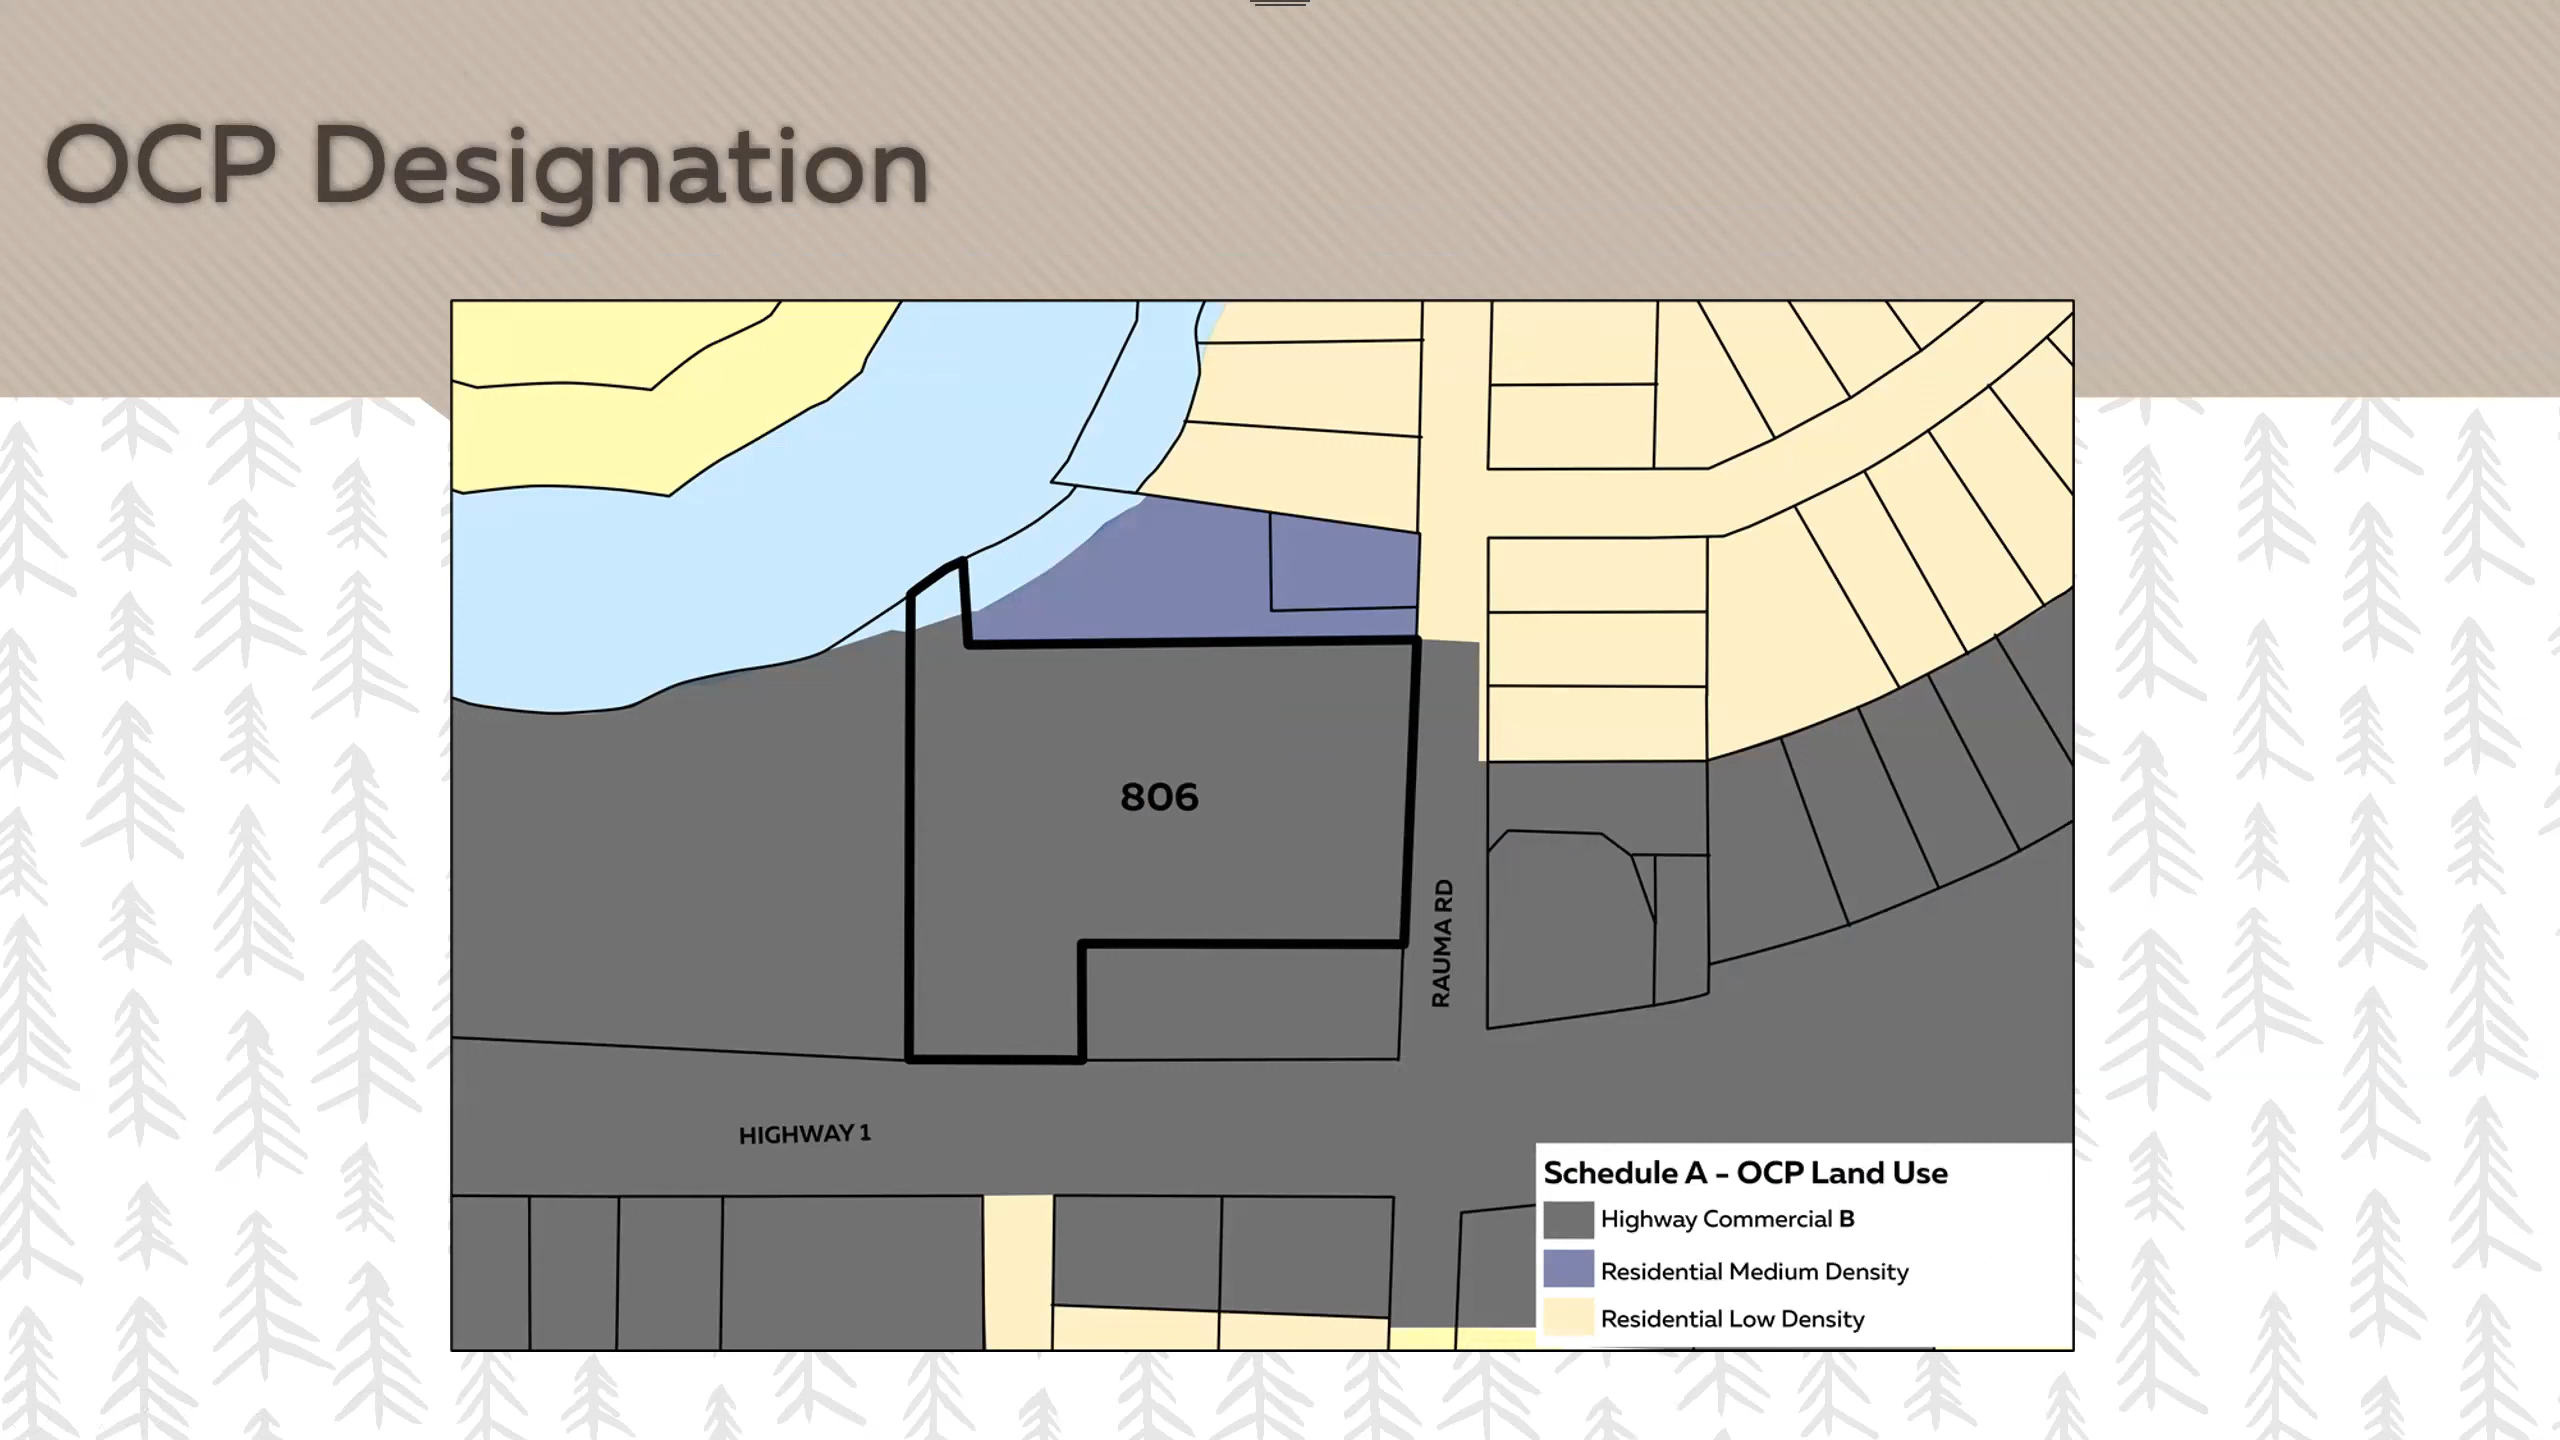 OCP Designation
806
RAUMA RD
HIGHWAY 1
Schedule A - OCP Land Use
Highway Commercial B
Residential Medium Density
Residential Low Density